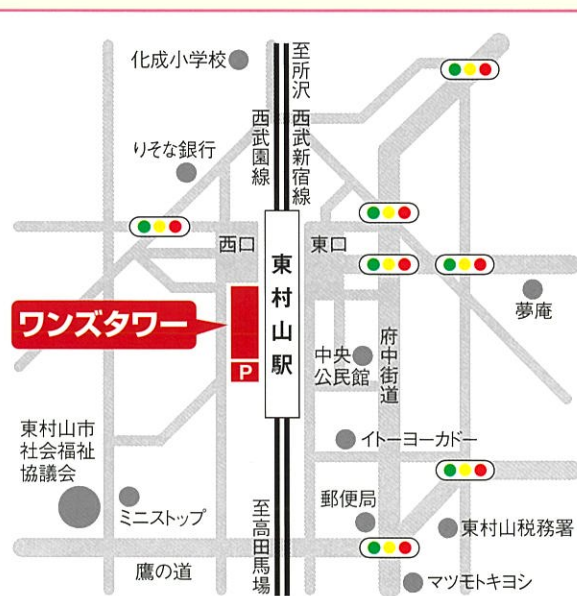 化成小学校
至所沢
西武園線
西武新宿線
りそな銀行
西口
東口
東村山駅
夢庵
ワンズタワー
P
中央
公民館
府中街道
東村山市
社会福祉
協議会
イトーヨーカドー
ミニストップ
郵便局
東村山税務署
至高田馬場
鷹の道
マツモトキヨシ